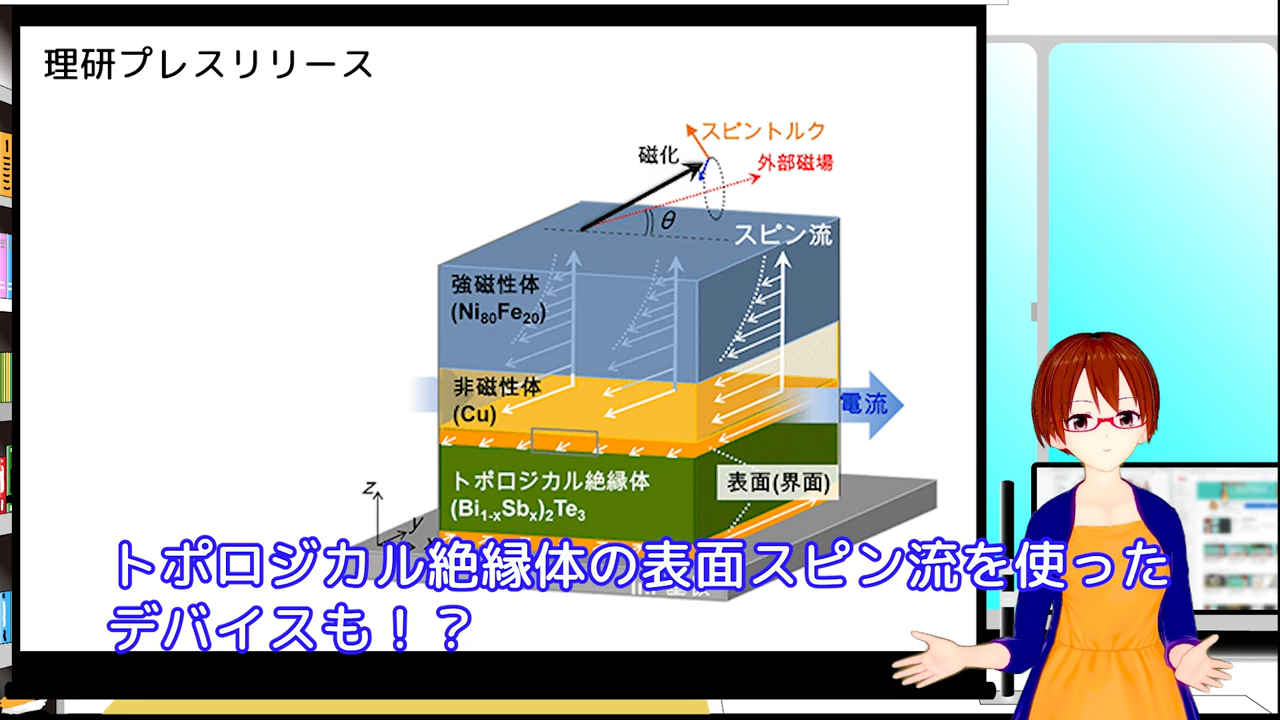 理研プレスリリース
スピントルク
磁化
外部磁場
θ
スピン流
強磁性体
(Ni80Fe20)
非磁性体
(Cu)
電流
トポロジカル絶縁体
(Bi1-xSbx)2Te3
表面(界面)
z
y
トポロジカル絶縁体の表面スピン流を使った
デバイスも！？